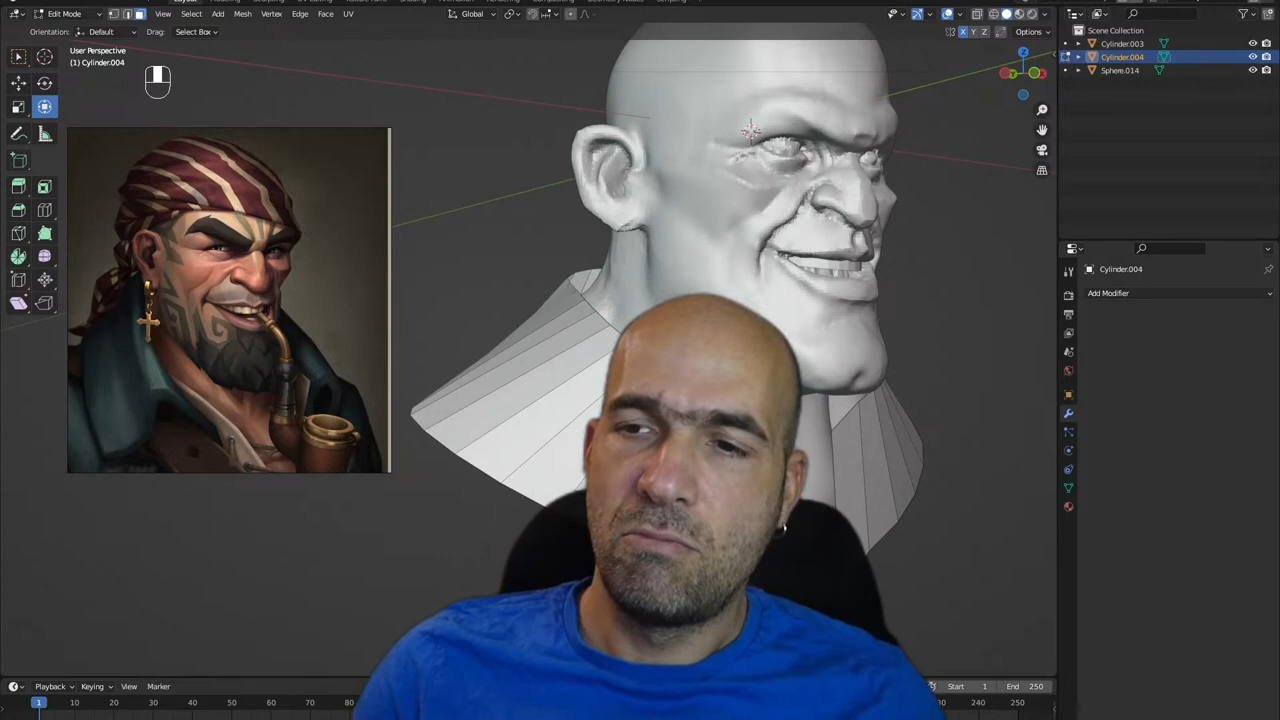 Layout
Edit Mode
View
Select
Add
Mesh
Vertex
Edge
Face
UV
Global
Options
Orientation:
Default
Drag:
Select Box
X
Y
Z
User Perspective
(1) Cylinder.004
Scene Collection
Cylinder.003
Cylinder.004
Sphere.014
Cylinder.004
Add Modifier
Playback
Keying
View
Marker
Start
1
End
250
1
10
20
30
40
50
60
70
80
240
250